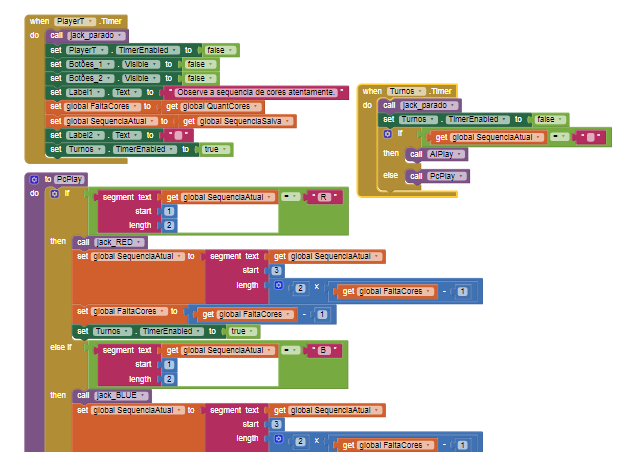 when PlayerT .Timer
do call jack_parado
set PlayerT . TimerEnabled to false
set Botões_1 . Visible to false
set Botões_2 . Visible to false
set Label1 . Text to " Observe a sequencia de cores atentamente. "
set global FaltaCores to get global QuantCores
set global SequenciaAtual to get global SequenciaSalva
set Label2 . Text to " "
set Turnos . TimerEnabled to true
when Turnos .Timer
do call jack_parado
set Turnos . TimerEnabled to false
if get global SequenciaAtual = " "
then call AIPlay
else call PcPlay
to PcPlay
do if segment text get global SequenciaAtual = " R "
start 1
length 2
then call jack_RED
set global SequenciaAtual to segment text get global SequenciaAtual
start 3
length 2 x get global FaltaCores - 1
set global FaltaCores to get global FaltaCores - 1
set Turnos . TimerEnabled to true
else if segment text get global SequenciaAtual = " B "
start 1
length 2
then call jack_BLUE
set global SequenciaAtual to segment text get global SequenciaAtual
start 3
length 2 x get global FaltaCores - 1